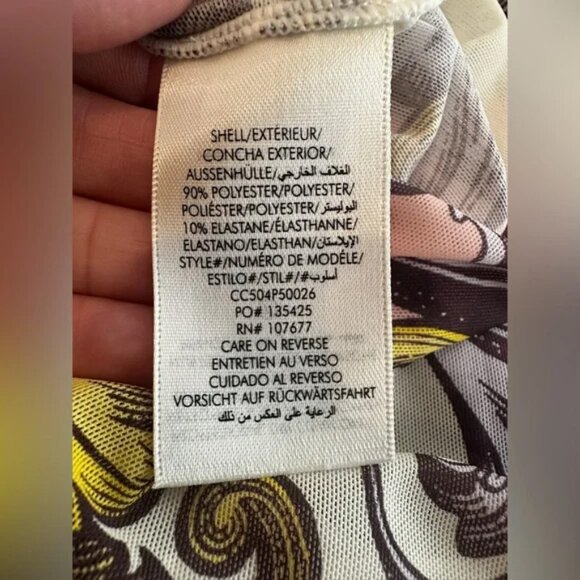 SHELL/EXTÉRIEUR/
CONCHA EXTERIOR/
AUSSENHÜLLE/الغلاف الخارجي
90% POLYESTER/POLYESTER/
POLIÉSTER/POLYESTER/البوليستر
10% ELASTANE/ÉLASTHANNE/
ELASTANO/ELASTHAN/الإيلاستان
STYLE#/NUMÉRO DE MODÈLE/
ESTILO#/STIL#/أسلوب#
CC504P50026
PO# 135425
RN# 107677
CARE ON REVERSE
ENTRETIEN AU VERSO
CUIDADO AL REVERSO
VORSICHT AUF RÜCKWÄRTSFAHRT
الرعاية على العكس من ذلك